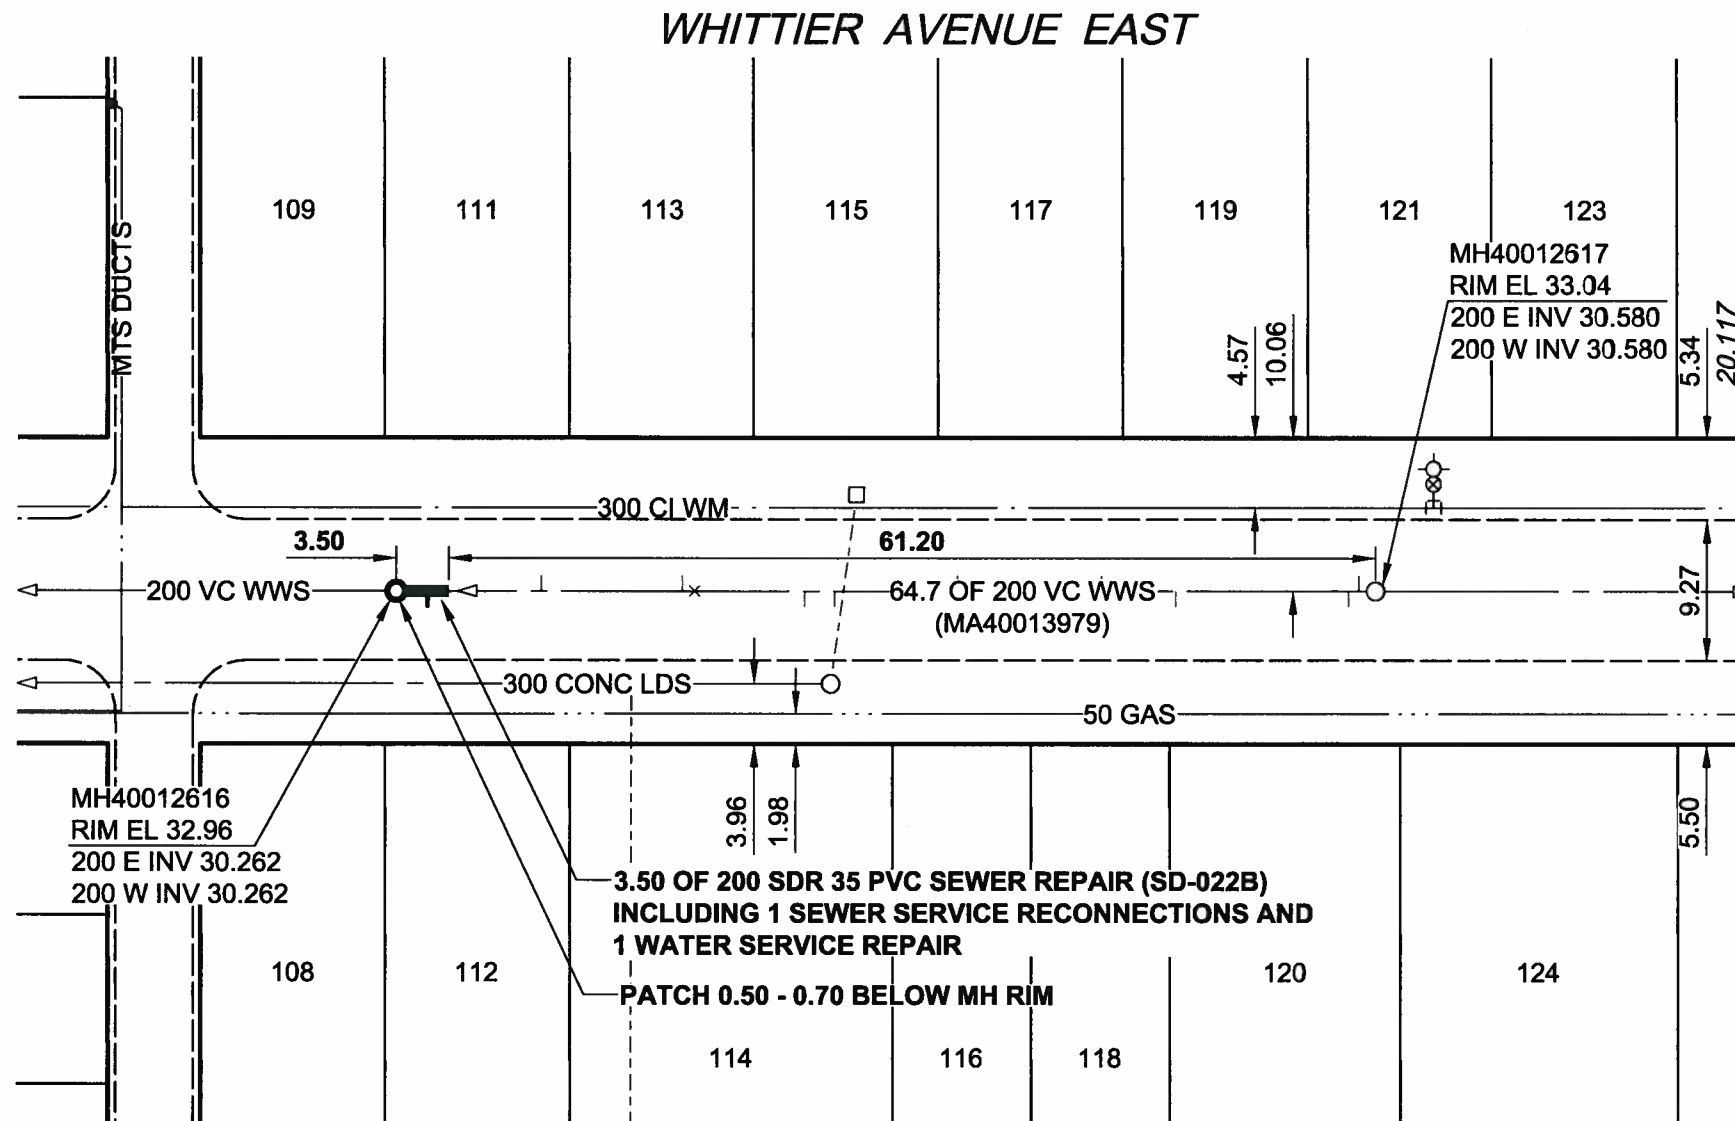 WHITTIER AVENUE EAST
109
111
113
115
117
119
121
123
MTS DUCTS
MH40012617
RIM EL 33.04
200 E INV 30.580
200 W INV 30.580
4.57
10.06
5.34
20.117
300 CI WM
3.50
61.20
200 VC WWS
64.7 OF 200 VC WWS
(MA40013979)
9.27
300 CONC LDS
50 GAS
MH40012616
RIM EL 32.96
200 E INV 30.262
200 W INV 30.262
3.96
1.98
5.50
3.50 OF 200 SDR 35 PVC SEWER REPAIR (SD-022B)
INCLUDING 1 SEWER SERVICE RECONNECTIONS AND
1 WATER SERVICE REPAIR
PATCH 0.50 - 0.70 BELOW MH RIM
108
112
120
124
114
116
118